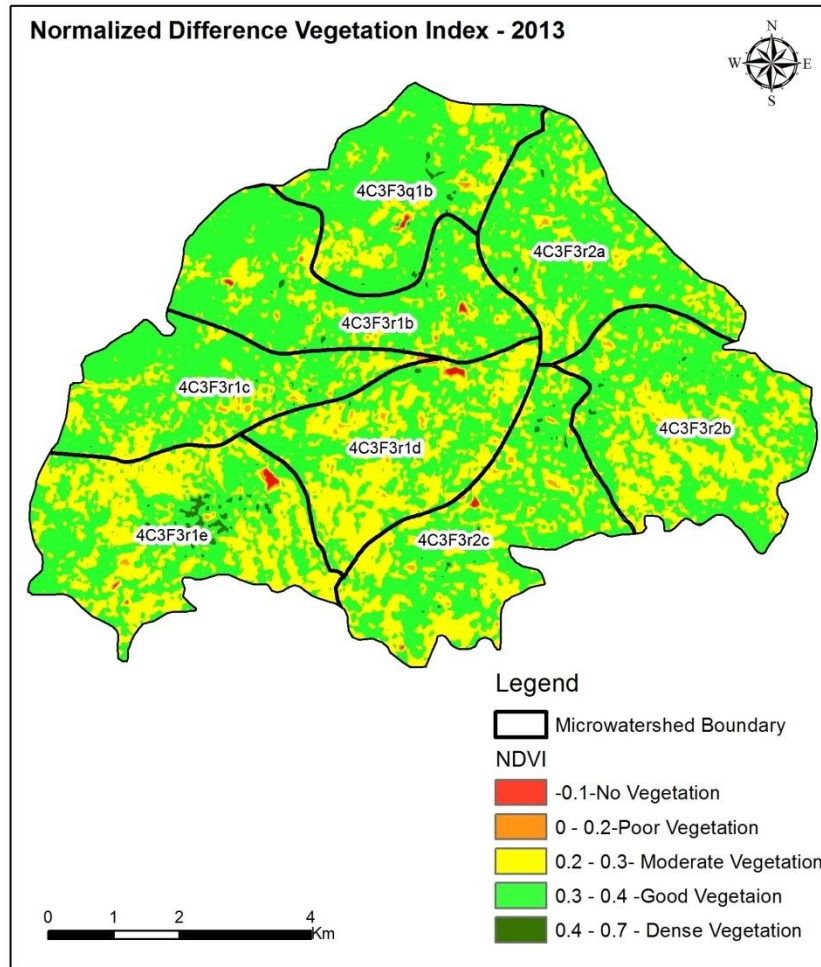 Normalized Difference Vegetation Index - 2013
N
W E
S
4C3F3q1b
4C3F3r2a
4C3F3r1b
4C3F3r1c
4C3F3r2b
4C3F3r1d
4C3F3r1e
4C3F3r2c
Legend
Microwatershed Boundary
NDVI
-0.1-No Vegetation
0 - 0.2-Poor Vegetation
0.2 - 0.3- Moderate Vegetation
0.3 - 0.4 -Good Vegetaion
0.4 - 0.7 - Dense Vegetation
0 1 2 4
Km